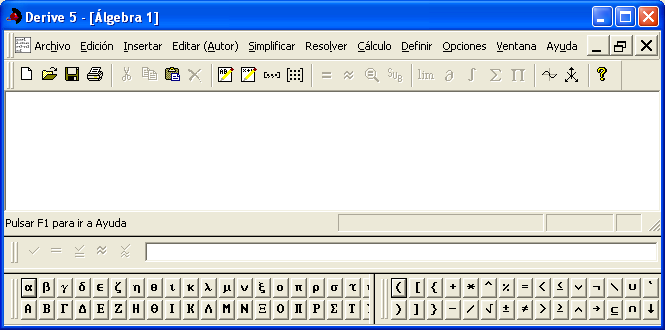 Derive 5 - [Álgebra 1]
Archivo Edición Insertar Editar (Autor) Simplificar Resolver Cálculo Definir Opciones Ventana Ayuda
= ≈ SUB lim ∂ ∫ Σ Π ?
Pulsar F1 para ir a Ayuda
α β γ δ ε ζ η θ ι κ λ μ ν ξ ο π ρ σ τ ( [ { + * ^ % = < ≤ ∨ ¬ \ ∪ `
Α Β Γ Δ Ε Ζ Η Θ Ι Κ Λ Μ Ν Ξ Ο Π Ρ Σ Τ ) ] } - / √ ± ≠ > ≥ ∧ ± ⊆ ∩ ↓